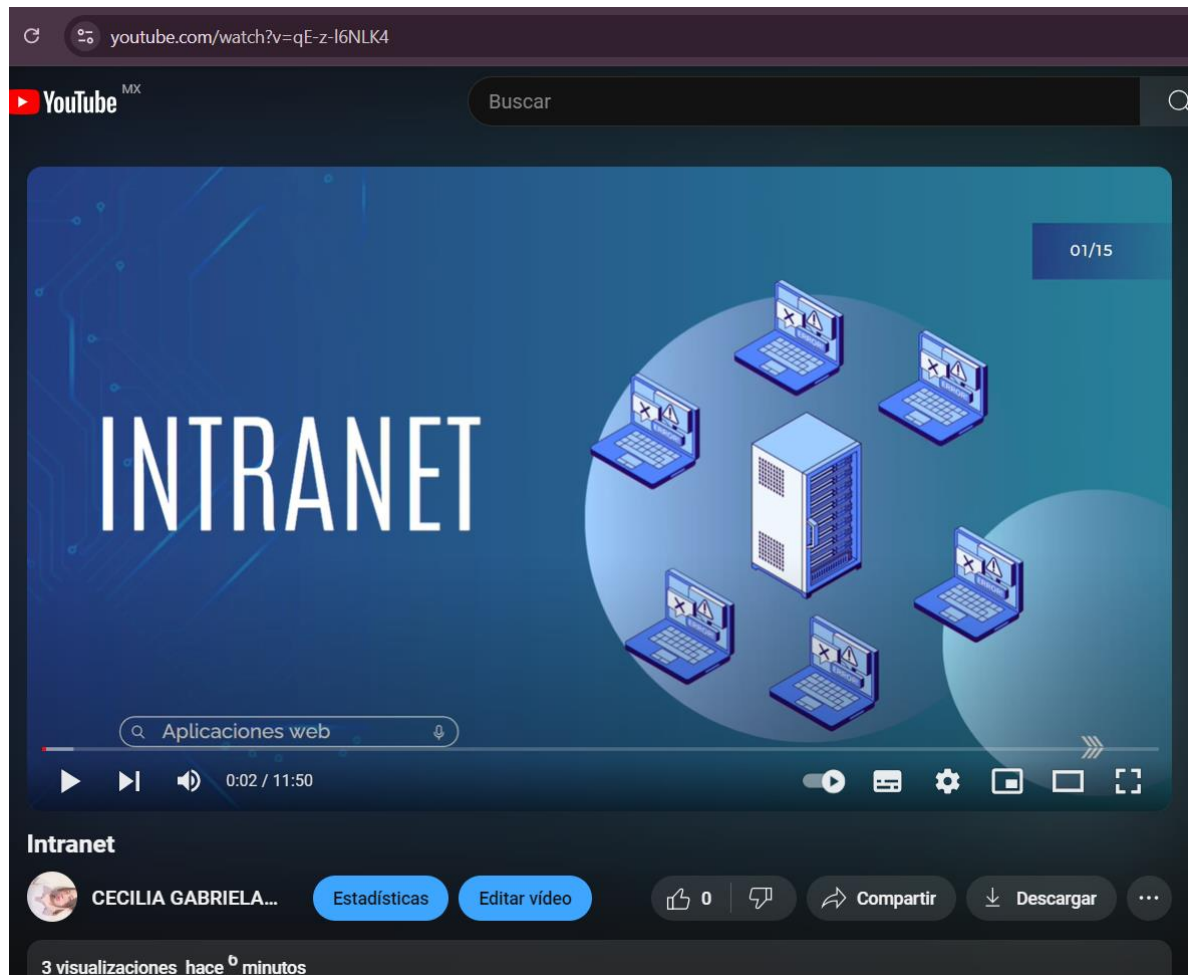 youtube.com/watch?v=qE-z-l6NLK4
YouTube MX
Buscar
01/15
INTRANET
Aplicaciones web
0:02 / 11:50
Intranet
CECILIA GABRIELA...
Estadísticas
Editar vídeo
0
Compartir
Descargar
3 visualizaciones hace 6 minutos